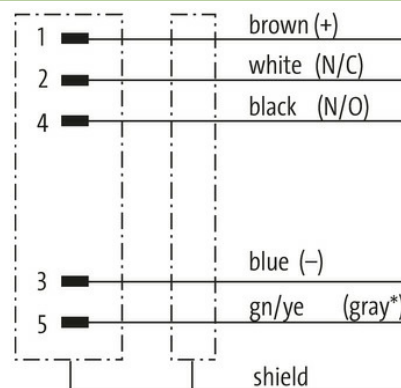 1 brown (+)
2 white (N/C)
4 black (N/O)
3 blue (–)
5 gn/ye (gray*)
shield